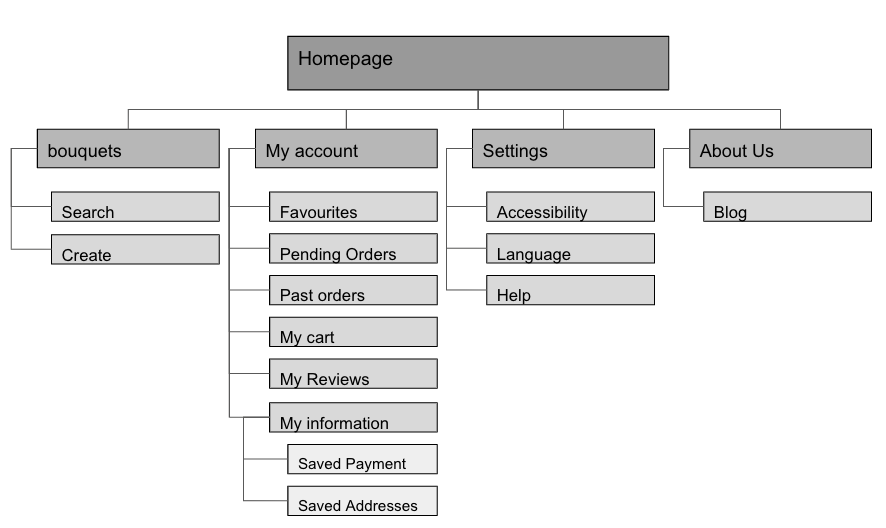 Homepage
bouquets
Search
Create
My account
Favourites
Pending Orders
Past orders
My cart
My Reviews
My information
Saved Payment
Saved Addresses
Settings
Accessibility
Language
Help
About Us
Blog